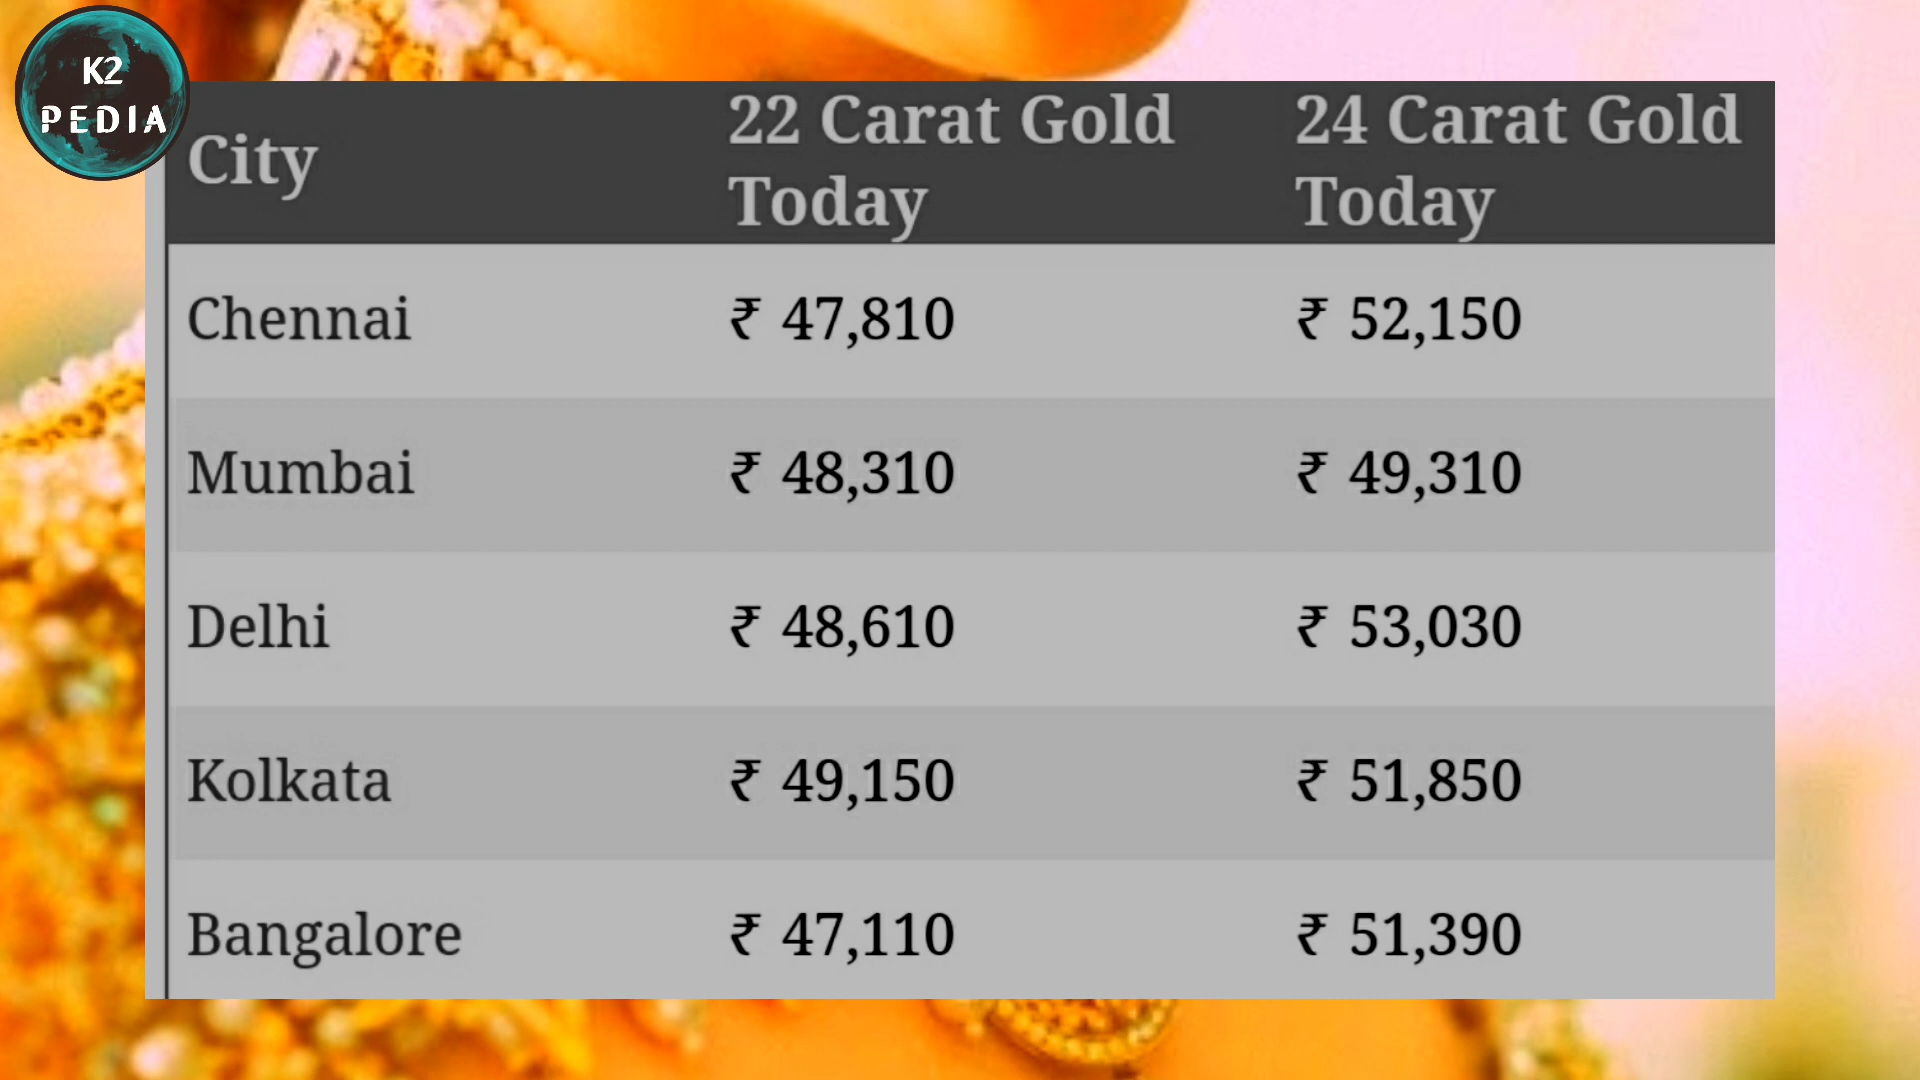 K2
PEDIA
City 22 Carat Gold Today 24 Carat Gold Today
Chennai ₹ 47,810 ₹ 52,150
Mumbai ₹ 48,310 ₹ 49,310
Delhi ₹ 48,610 ₹ 53,030
Kolkata ₹ 49,150 ₹ 51,850
Bangalore ₹ 47,110 ₹ 51,390